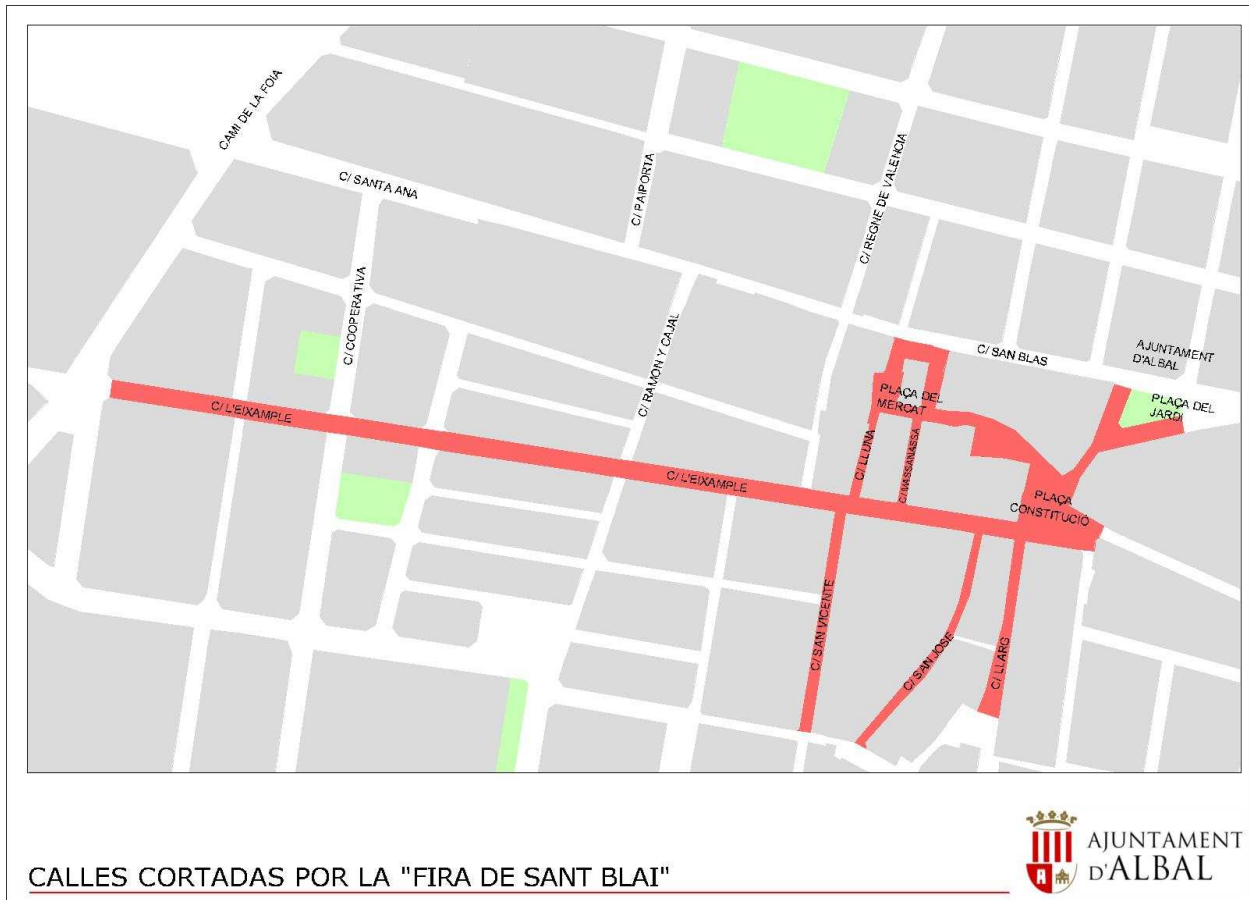 CAMI DE LA FOIA
C/ SANTA ANA
C/ PAIPORTA
C/ REGNE DE VALENCIA
C/ COOPERATIVA
C/ RAMON Y CAJAL
C/ SAN BLAS
AJUNTAMENT
D'ALBAL
PLAÇA DEL
JARDÍ
PLAÇA DEL
MERCAT
C/ L'EIXAMPLE
C/ LLUNA
C/ MASSANASSA
C/ L'EIXAMPLE
PLAÇA
CONSTITUCIÓ
C/ SAN VICENTE
C/ SAN JOSE
C/ LLARG
CALLES CORTADAS POR LA "FIRA DE SANT BLAI"
A
AJUNTAMENT
D'ALBAL